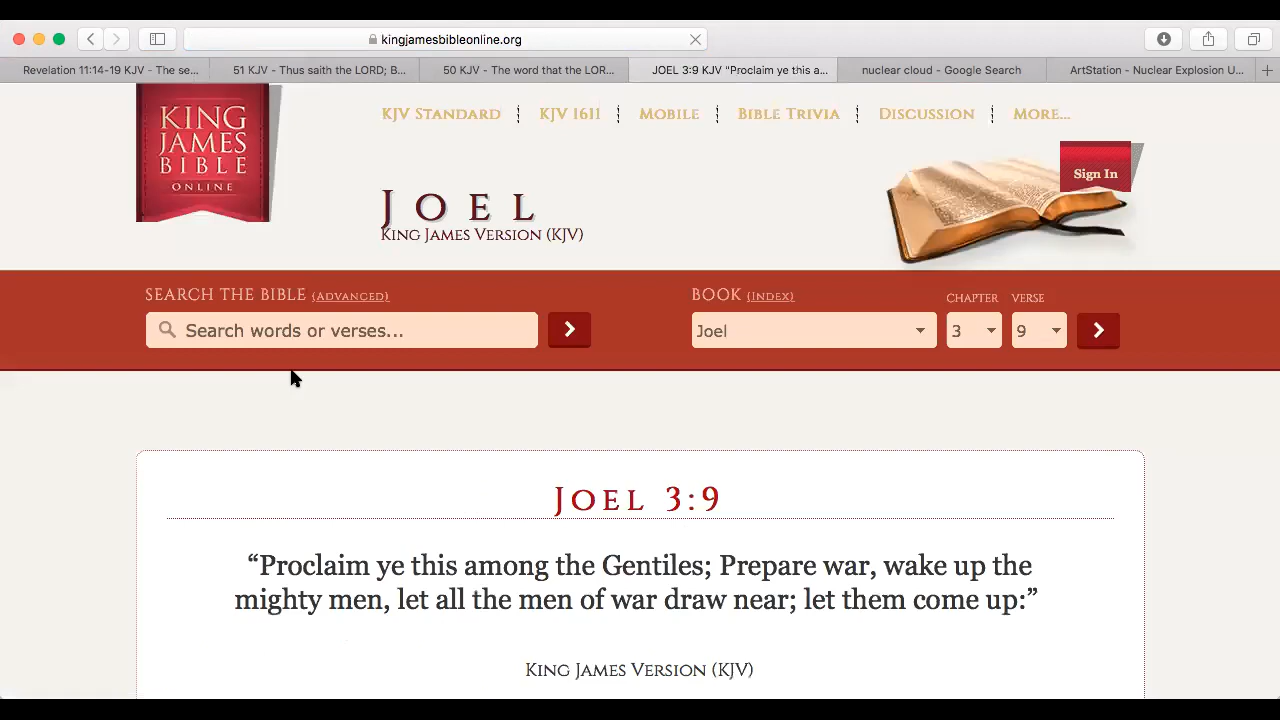 kingjamesbibleonline.org
Revelation 11:14-19 KJV - The se...
51 KJV - Thus saith the LORD; B...
50 KJV - The word that the LOR...
JOEL 3:9 KJV "Proclaim ye this a...
nuclear cloud - Google Search
ArtStation - Nuclear Explosion U...
KING
JAMES
BIBLE
ONLINE
KJV STANDARD
KJV 1611
MOBILE
BIBLE TRIVIA
DISCUSSION
MORE...
Sign In
JOEL
KING JAMES VERSION (KJV)
SEARCH THE BIBLE (ADVANCED)
BOOK (INDEX)
CHAPTER
VERSE
Search words or verses...
Joel
3
9
JOEL 3:9
“Proclaim ye this among the Gentiles; Prepare war, wake up the
mighty men, let all the men of war draw near; let them come up:”
KING JAMES VERSION (KJV)